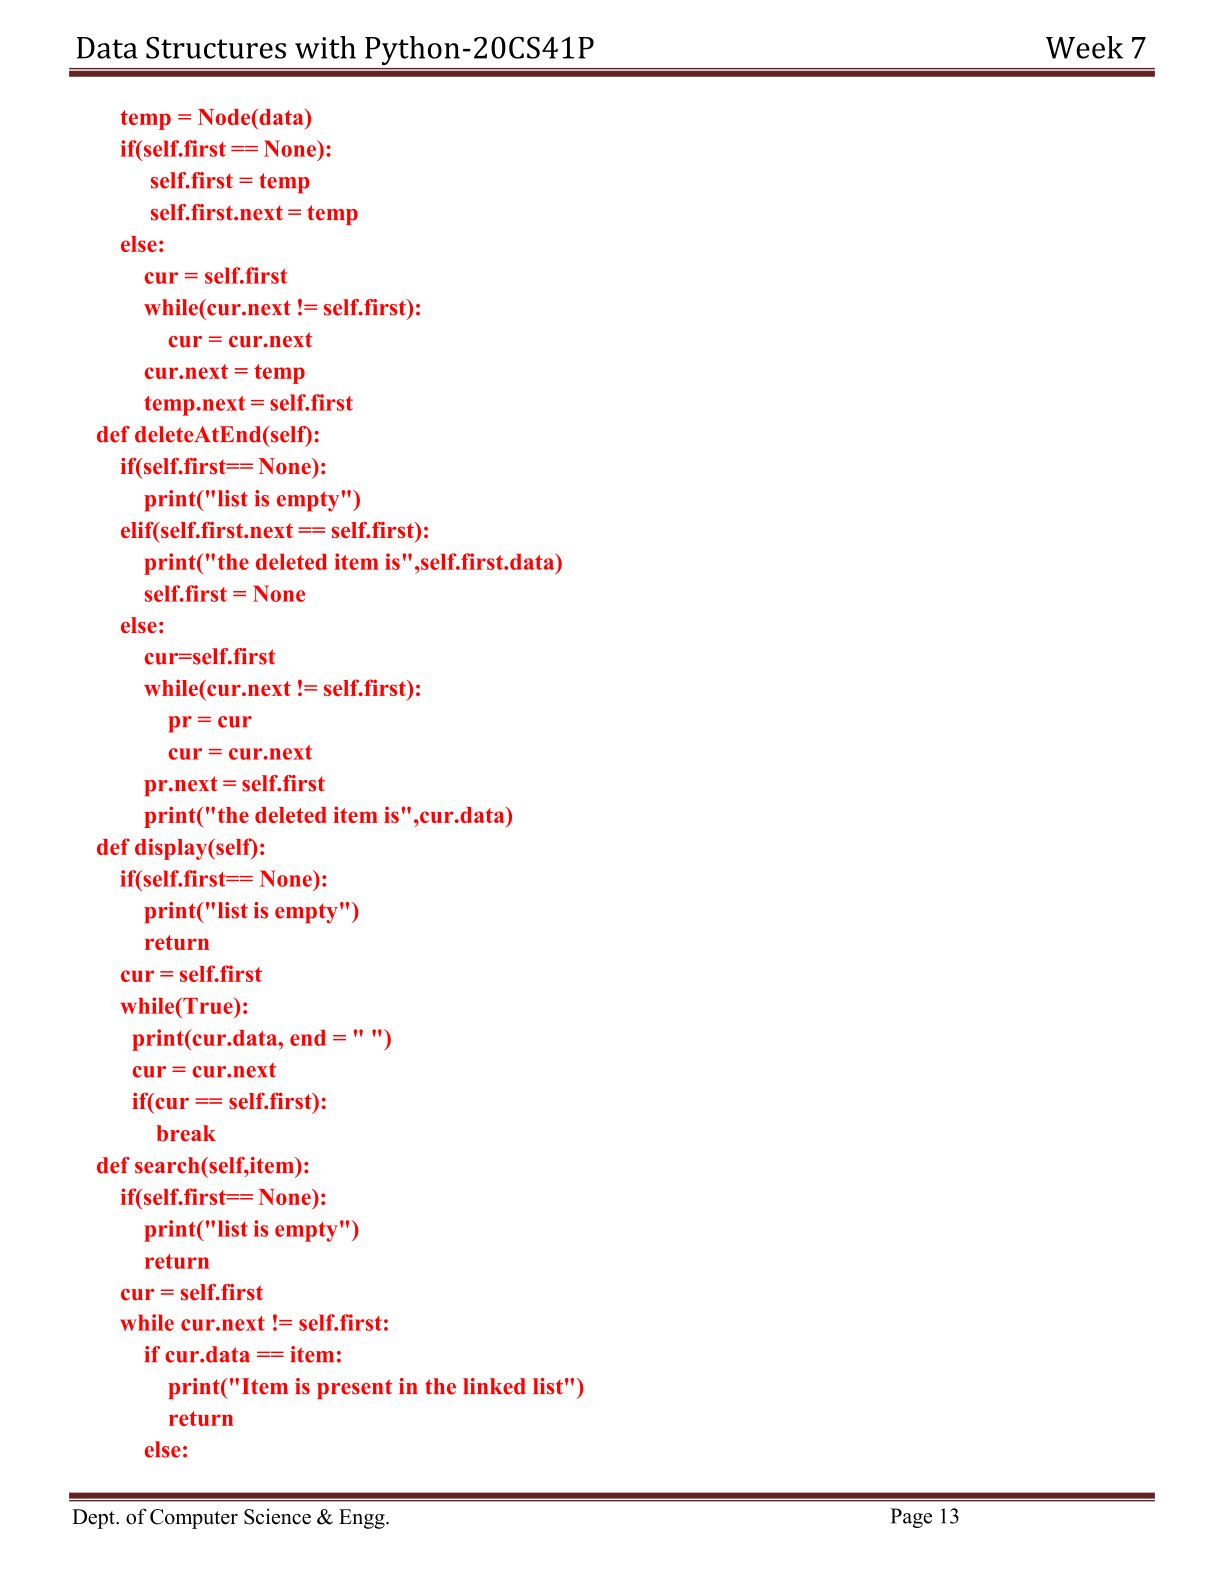 Data Structures with Python-20CS41P Week 7
temp = Node(data)
if(self.first == None):
self.first = temp
self.first.next = temp
else:
cur = self.first
while(cur.next != self.first):
cur = cur.next
cur.next = temp
temp.next = self.first
def deleteAtEnd(self):
if(self.first== None):
print("list is empty")
elif(self.first.next == self.first):
print("the deleted item is",self.first.data)
self.first = None
else:
cur=self.first
while(cur.next != self.first):
pr = cur
cur = cur.next
pr.next = self.first
print("the deleted item is",cur.data)
def display(self):
if(self.first== None):
print("list is empty")
return
cur = self.first
while(True):
print(cur.data, end = " ")
cur = cur.next
if(cur == self.first):
break
def search(self,item):
if(self.first== None):
print("list is empty")
return
cur = self.first
while cur.next != self.first:
if cur.data == item:
print("Item is present in the linked list")
return
else:
Dept. of Computer Science & Engg. Page 13